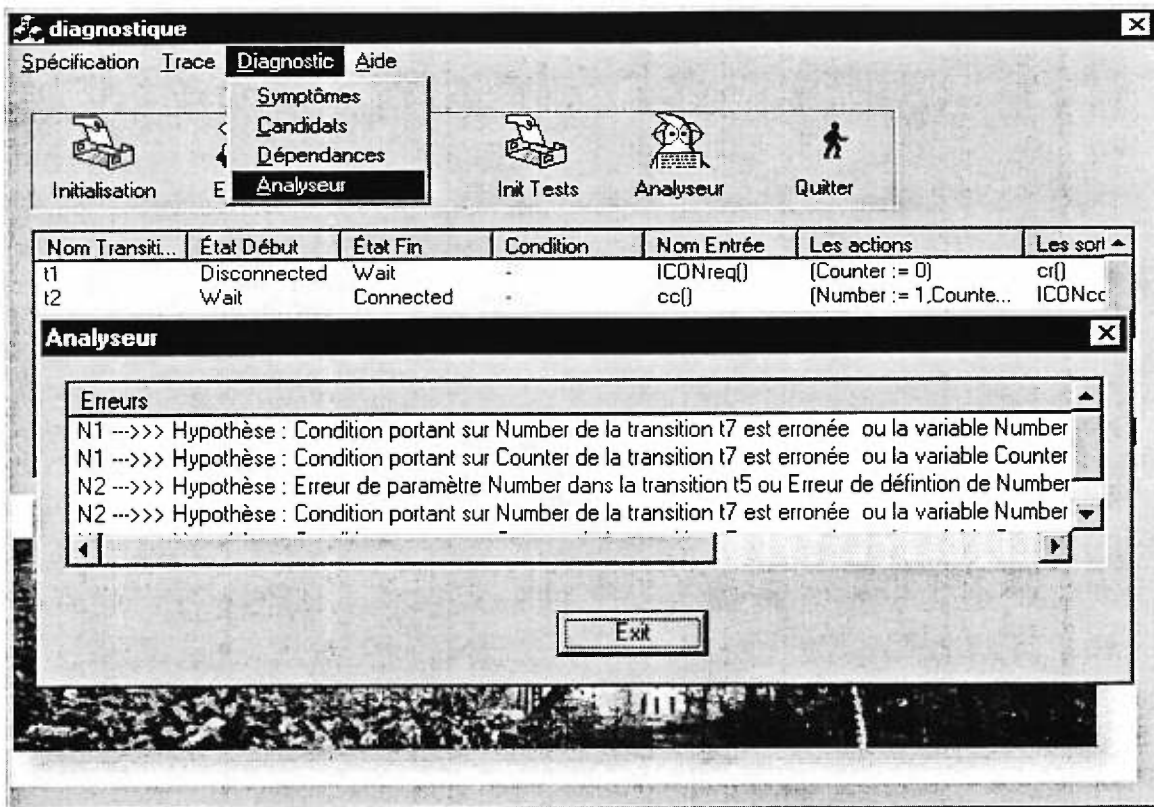 diagnostique
Spécification Trace Diagnostic Aide
Symptômes
Candidats
Dépendances
Analyseur
Initialisation E Init Tests Analyseur Quitter
Nom Transiti... État Début État Fin Condition Nom Entrée Les actions Les sort
t1 Disconnected Wait - ICONreq() (Counter := 0) cr()
t2 Wait Connected - cc() (Number := 1,Counte... ICONcc
Analyseur
Erreurs
N1 --->>> Hypothèse : Condition portant sur Number de la transition t7 est erronée ou la variable Number
N1 --->>> Hypothèse : Condition portant sur Counter de la transition t7 est erronée ou la variable Counter
N2 --->>> Hypothèse : Erreur de paramètre Number dans la transition t5 ou Erreur de défintion de Number
N2 --->>> Hypothèse : Condition portant sur Number de la transition t7 est erronée ou la variable Number
Exit